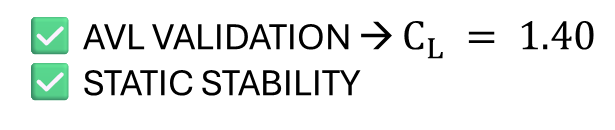 ✅ AVL VALIDATION → C_L = 1.40
✅ STATIC STABILITY